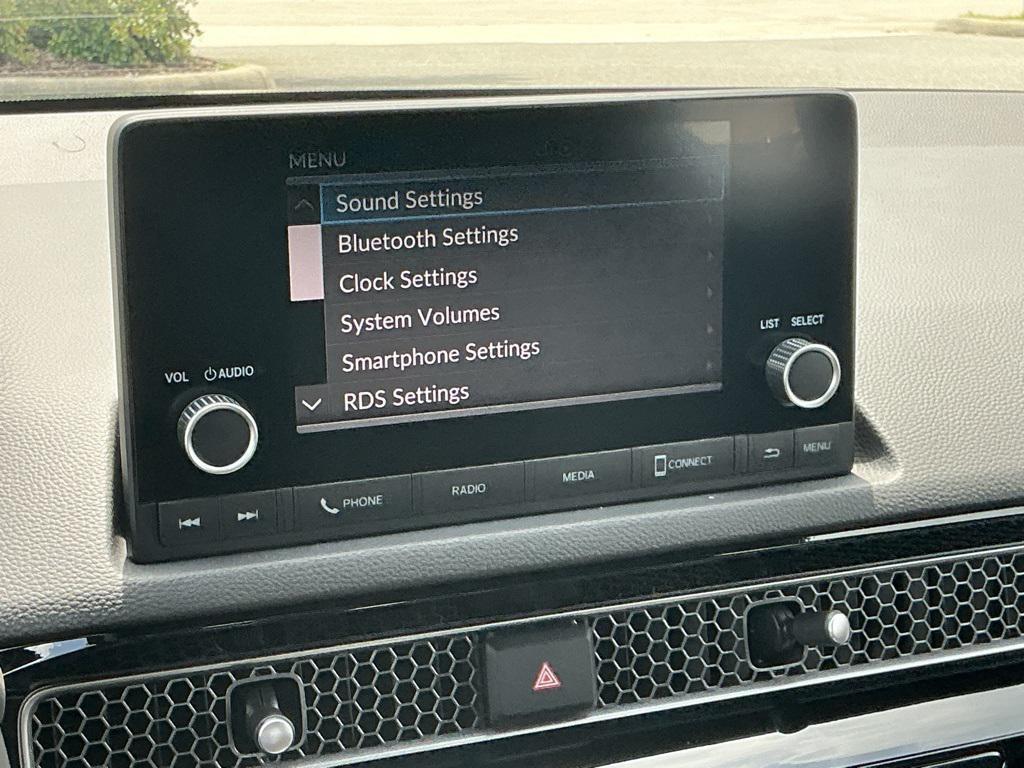 MENU
Sound Settings
Bluetooth Settings
Clock Settings
System Volumes
Smartphone Settings
RDS Settings
VOL AUDIO
LIST SELECT
PHONE
RADIO
MEDIA
CONNECT
MENU